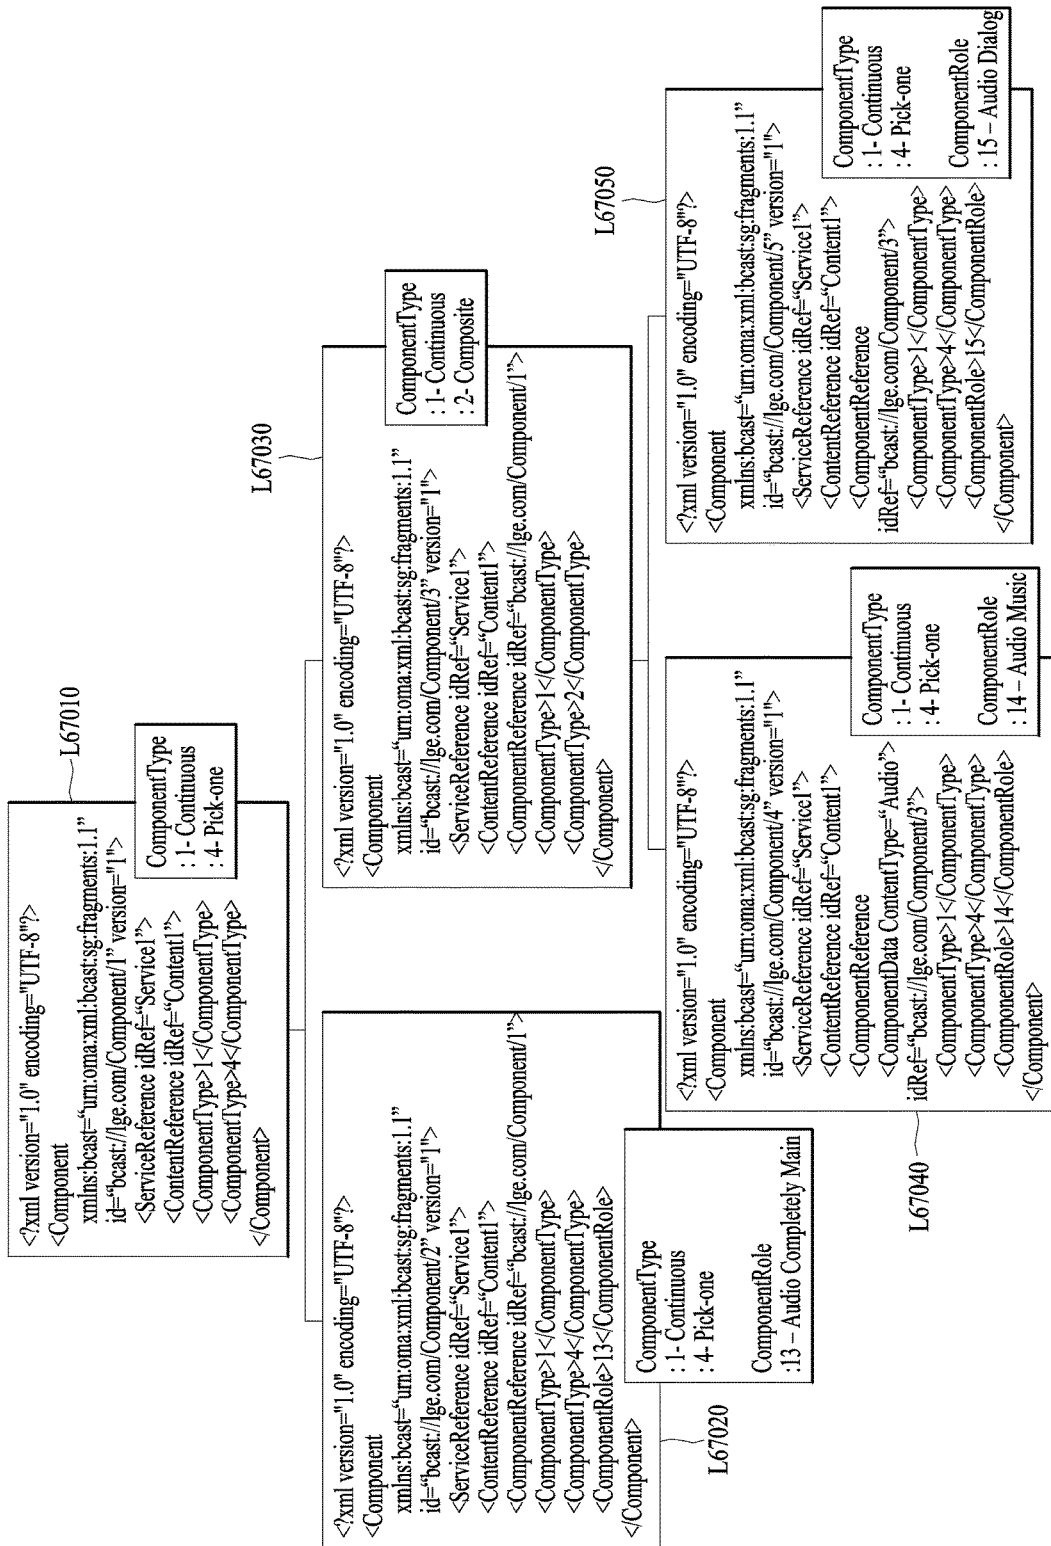 L67010
<?xml version="1.0" encoding="UTF-8"?>
<Component
xmlns:bcast=“urn:oma:xml:bcast:sg:fragments:1.1”
id=“bcast://lge.com/Component/1” version="1">
<ServiceReference idRef=“Service1”>
<ContentReference idRef=“Content1”>
<ComponentType>1</ComponentType>
<ComponentType>4</ComponentType>
</Component>
ComponentType
: 1- Continuous
: 4- Pick-one
<?xml version="1.0" encoding="UTF-8"?>
<Component
xmlns:bcast=“urn:oma:xml:bcast:sg:fragments:1.1”
id=“bcast://lge.com/Component/2” version="1">
<ServiceReference idRef=“Service1”>
<ContentReference idRef=“Content1”>
<ComponentReference idRef=“bcast://lge.com/Component/1”>
<ComponentType>1</ComponentType>
<ComponentType>4</ComponentType>
<ComponentRole>13</ComponentRole>
</Component>
ComponentType
: 1- Continuous
: 4- Pick-one
ComponentRole
:13 – Audio Completely Main
L67020
L67030
<?xml version="1.0" encoding="UTF-8"?>
<Component
xmlns:bcast=“urn:oma:xml:bcast:sg:fragments:1.1”
id=“bcast://lge.com/Component/3” version="1">
<ServiceReference idRef=“Service1”>
<ContentReference idRef=“Content1”>
<ComponentReference idRef=“bcast://lge.com/Component/1”>
<ComponentType>1</ComponentType>
<ComponentType>2</ComponentType>
</Component>
ComponentType
: 1- Continuous
: 2- Composite
<?xml version="1.0" encoding="UTF-8"?>
<Component
xmlns:bcast=“urn:oma:xml:bcast:sg:fragments:1.1”
id=“bcast://lge.com/Component/4” version="1">
<ServiceReference idRef=“Service1”>
<ContentReference idRef=“Content1”>
<ComponentReference
<ComponentData ContentType=“Audio”>
idRef=“bcast://lge.com/Component/3”>
<ComponentType>1</ComponentType>
<ComponentType>4</ComponentType>
<ComponentRole>14</ComponentRole>
</Component>
ComponentType
: 1- Continuous
: 4- Pick-one
ComponentRole
: 14 – Audio Music
L67040
L67050
<?xml version="1.0" encoding="UTF-8"?>
<Component
xmlns:bcast=“urn:oma:xml:bcast:sg:fragments:1.1”
id=“bcast://lge.com/Component/5” version="1">
<ServiceReference idRef=“Service1”>
<ContentReference idRef=“Content1”>
<ComponentReference
idRef=“bcast://lge.com/Component/3”>
<ComponentType>1</ComponentType>
<ComponentType>4</ComponentType>
<ComponentRole>15</ComponentRole>
</Component>
ComponentType
: 1- Continuous
: 4- Pick-one
ComponentRole
: 15 – Audio Dialog